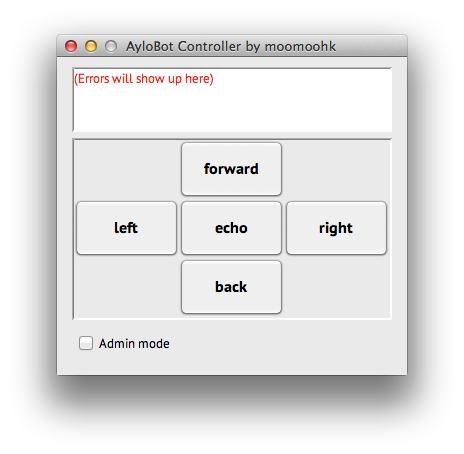 AyloBot Controller by moomoohk
(Errors will show up here)
forward
left echo right
back
Admin mode